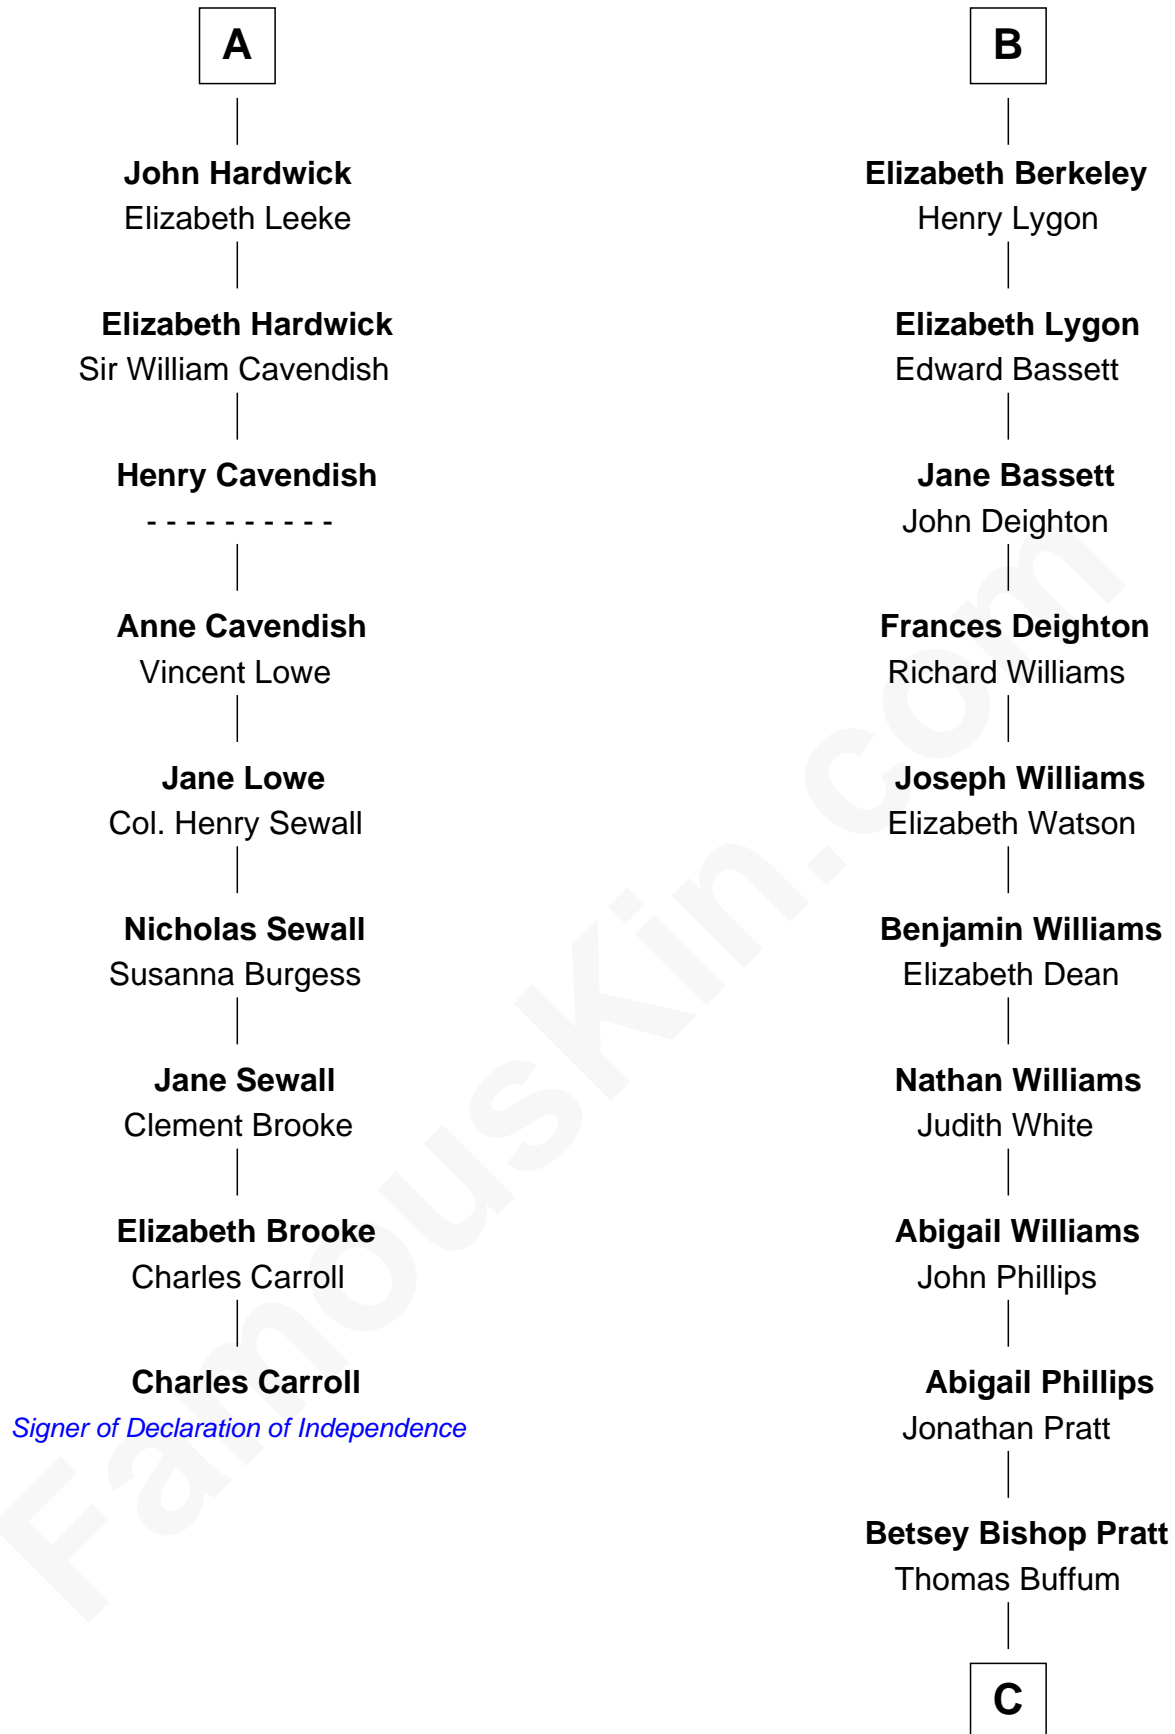 A
John Hardwick
Elizabeth Leeke
Elizabeth Hardwick
Sir William Cavendish
Henry Cavendish
- - - - - - - - - -
Anne Cavendish
Vincent Lowe
Jane Lowe
Col. Henry Sewall
Nicholas Sewall
Susanna Burgess
Jane Sewall
Clement Brooke
Elizabeth Brooke
Charles Carroll
Charles Carroll
Signer of Declaration of Independence
B
Elizabeth Berkeley
Henry Lygon
Elizabeth Lygon
Edward Bassett
Jane Bassett
John Deighton
Frances Deighton
Richard Williams
Joseph Williams
Elizabeth Watson
Benjamin Williams
Elizabeth Dean
Nathan Williams
Judith White
Abigail Williams
John Phillips
Abigail Phillips
Jonathan Pratt
Betsey Bishop Pratt
Thomas Buffum
C
FamousKin.com